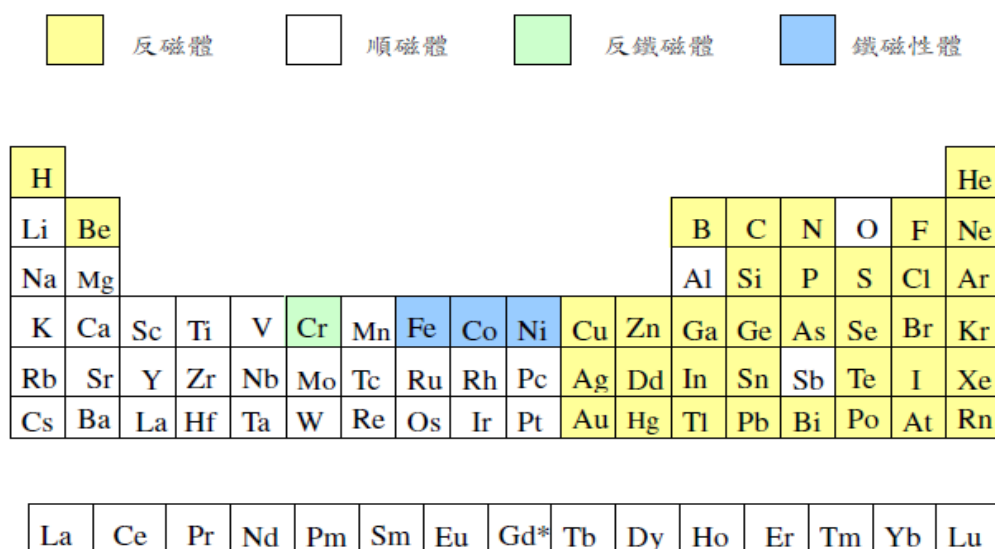 反磁體 順磁體 反鐵磁體 鐵磁性體
H He
Li Be B C N O F Ne
Na Mg Al Si P S Cl Ar
K Ca Sc Ti V Cr Mn Fe Co Ni Cu Zn Ga Ge As Se Br Kr
Rb Sr Y Zr Nb Mo Tc Ru Rh Pc Ag Dd In Sn Sb Te I Xe
Cs Ba La Hf Ta W Re Os Ir Pt Au Hg Tl Pb Bi Po At Rn
La Ce Pr Nd Pm Sm Eu Gd* Tb Dy Ho Er Tm Yb Lu